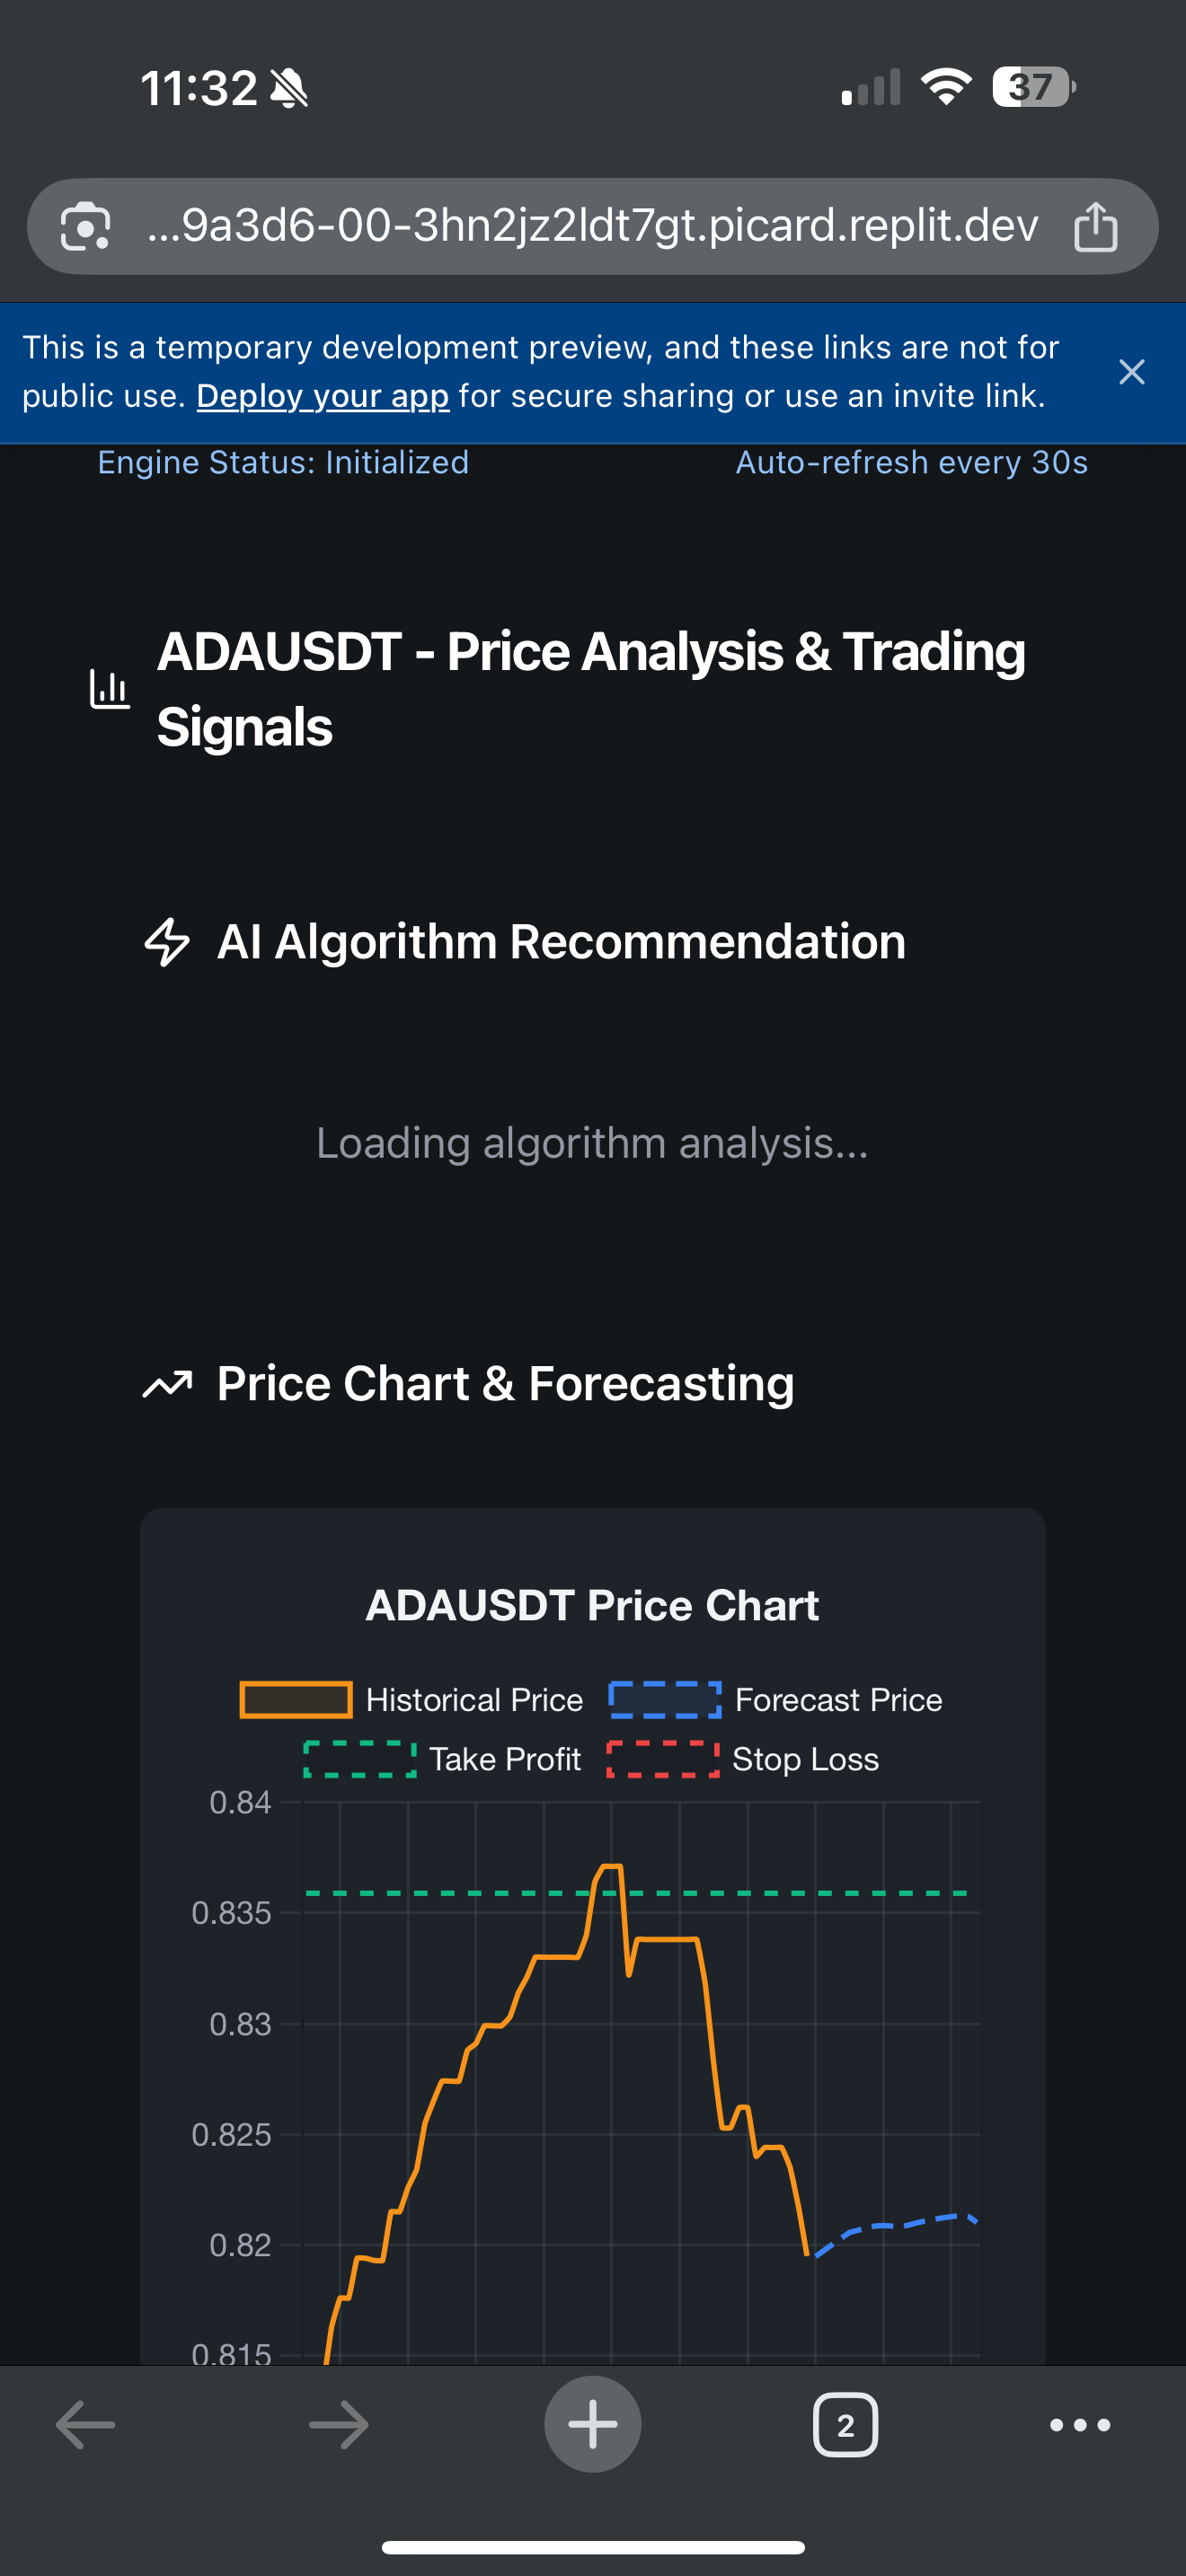 11:32
37
...9a3d6-00-3hn2jz2ldt7gt.picard.replit.dev
This is a temporary development preview, and these links are not for
public use. Deploy your app for secure sharing or use an invite link.
Engine Status: Initialized
Auto-refresh every 30s
ADAUSDT - Price Analysis & Trading
Signals
AI Algorithm Recommendation
Loading algorithm analysis...
Price Chart & Forecasting
ADAUSDT Price Chart
Historical Price
Forecast Price
Take Profit
Stop Loss
0.84
0.835
0.83
0.825
0.82
0.815
2